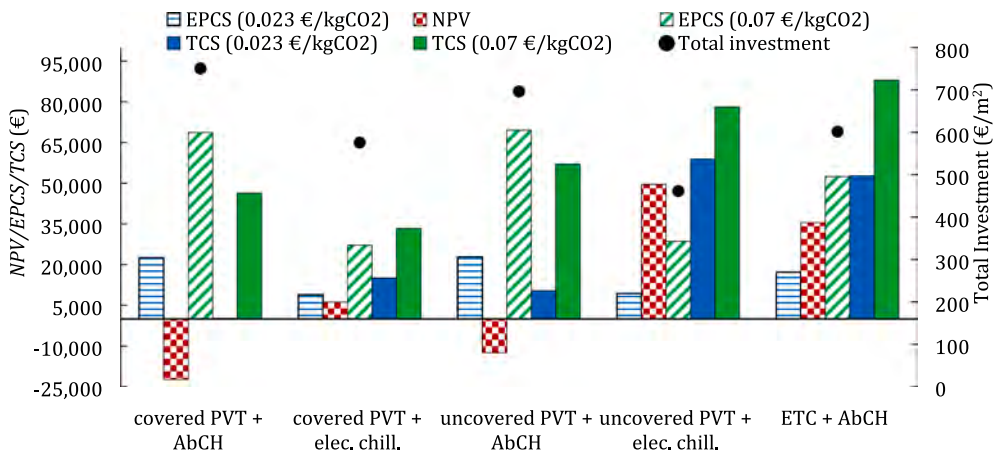 EPCS (0.023 €/kgCO2) NPV EPCS (0.07 €/kgCO2)
TCS (0.023 €/kgCO2) TCS (0.07 €/kgCO2) Total investment
NPV/EPCS/TCS (€)
95,000
80,000
65,000
50,000
35,000
20,000
5,000
-10,000
-25,000
800
700
600
500
400
300
200
100
0
Total Investment (€/m²)
covered PVT + AbCH
covered PVT + elec. chill.
uncovered PVT + AbCH
uncovered PVT + elec. chill.
ETC + AbCH